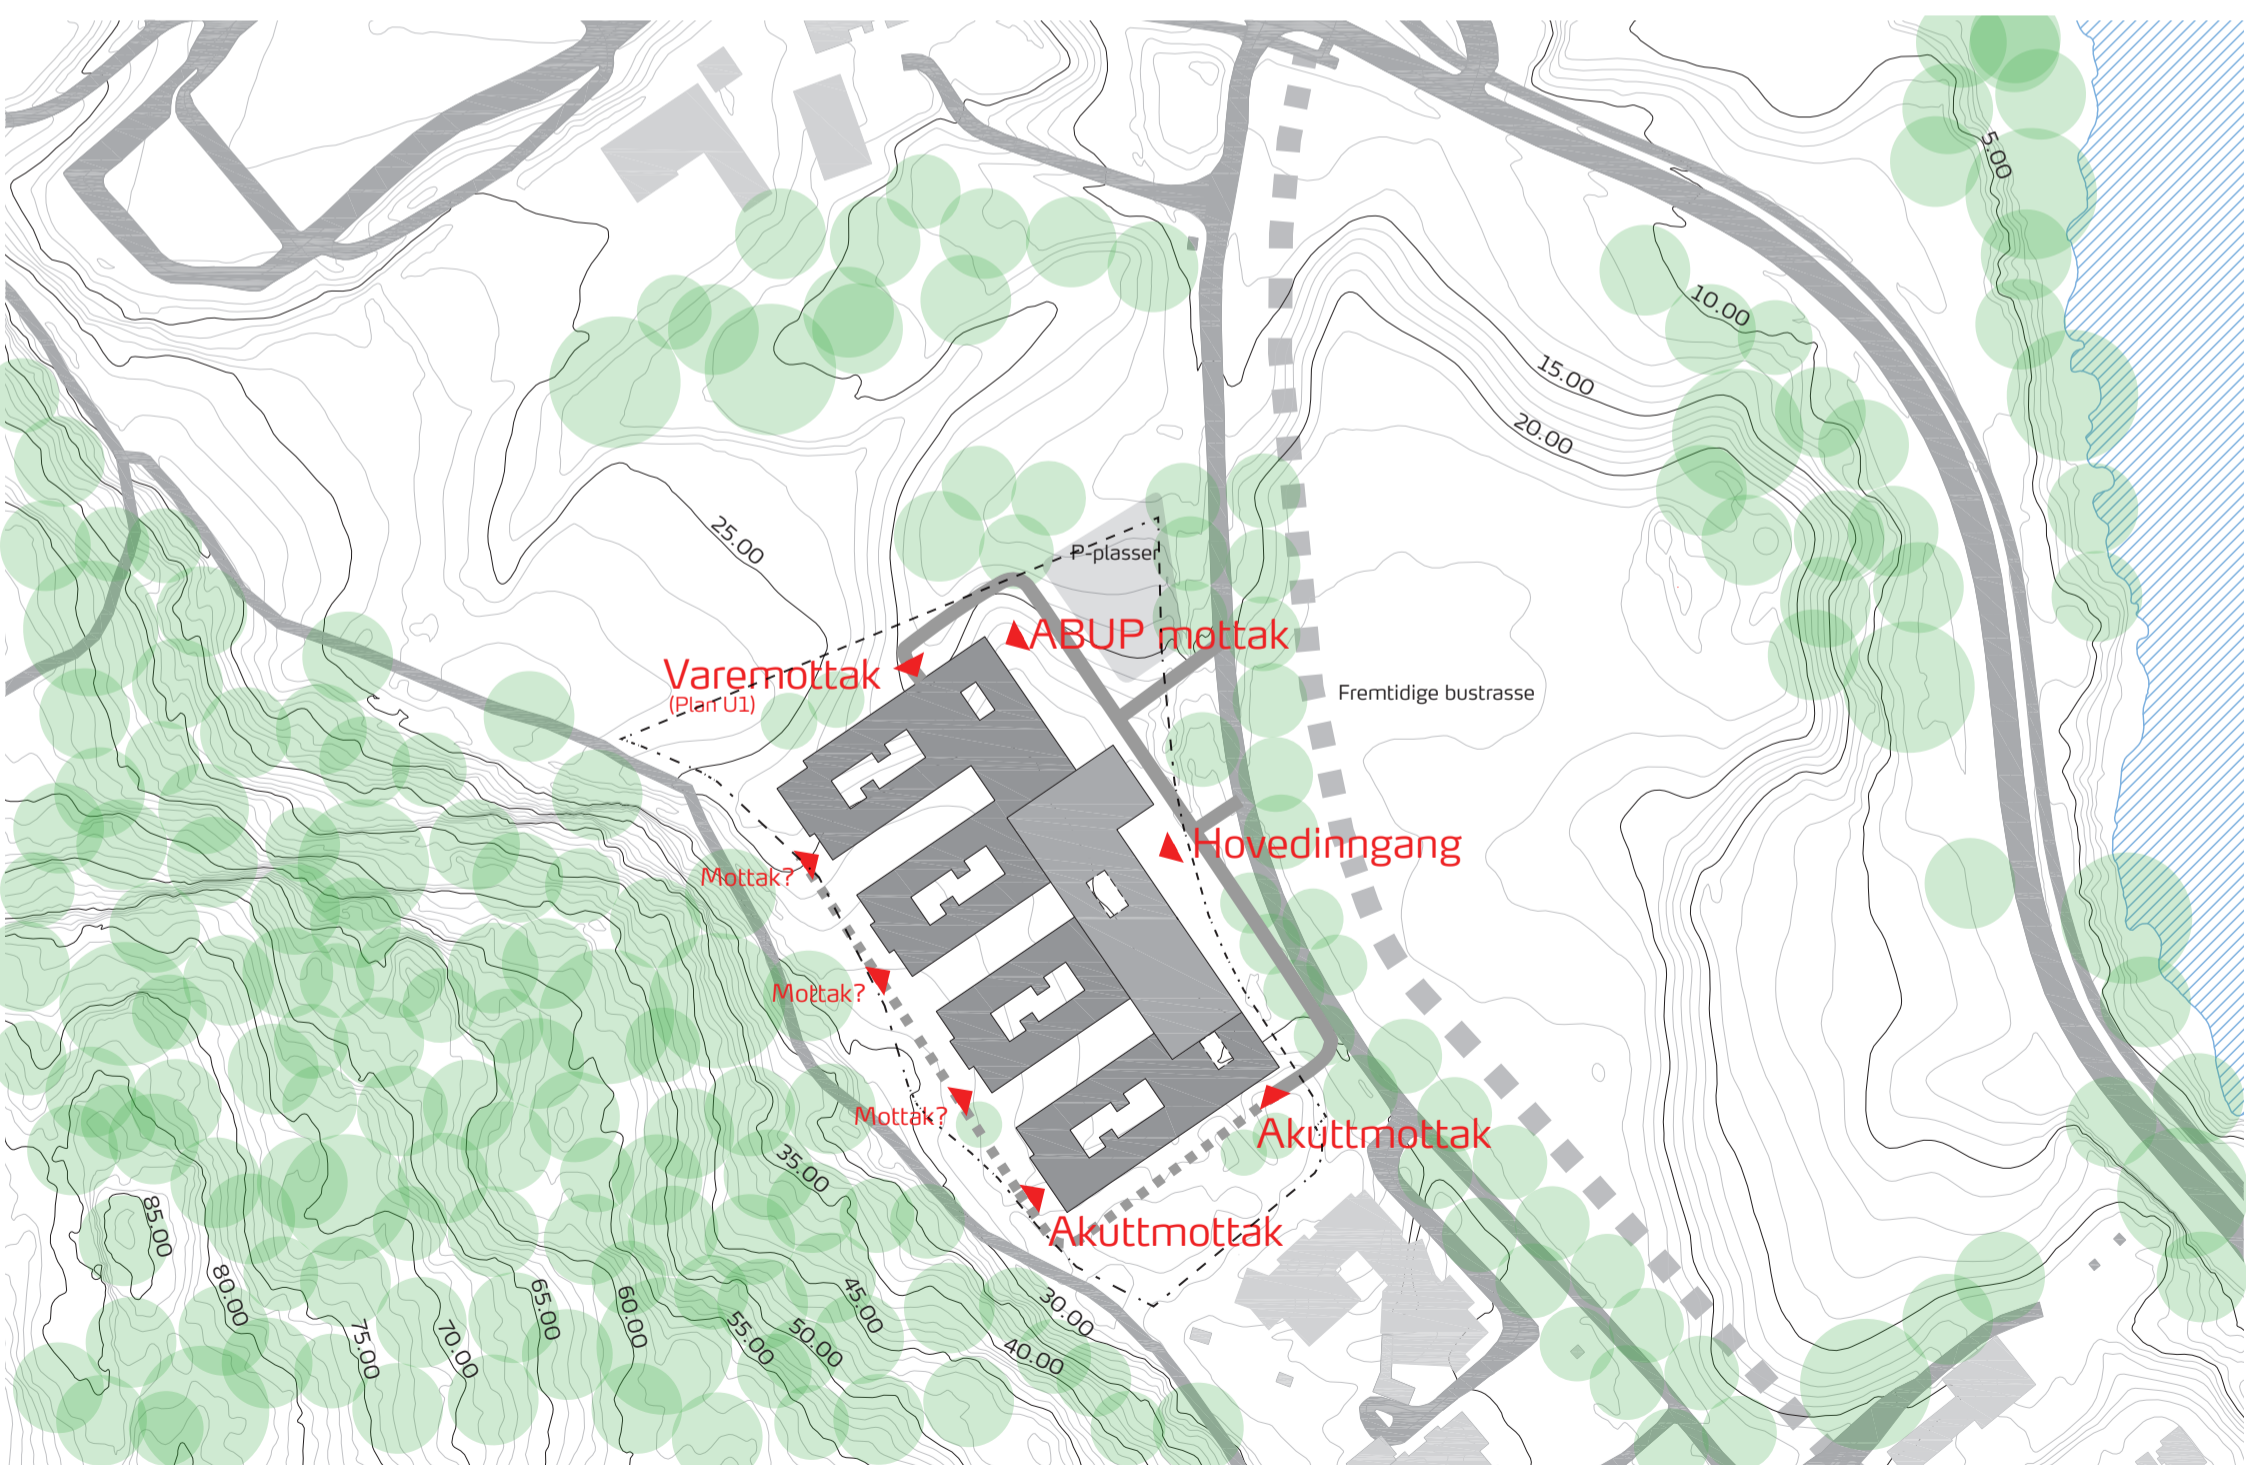 5.00
10.00
15.00
20.00
25.00
P-plasser
ABUP mottak
Varemottak
(Plan U1)
Fremtidige bustrasse
Hovedinngang
Mottak?
Mottak?
Mottak?
Akuttmottak
Akuttmottak
35.00
85.00
80.00
75.00
70.00
65.00
60.00
55.00
50.00
45.00
40.00
30.00